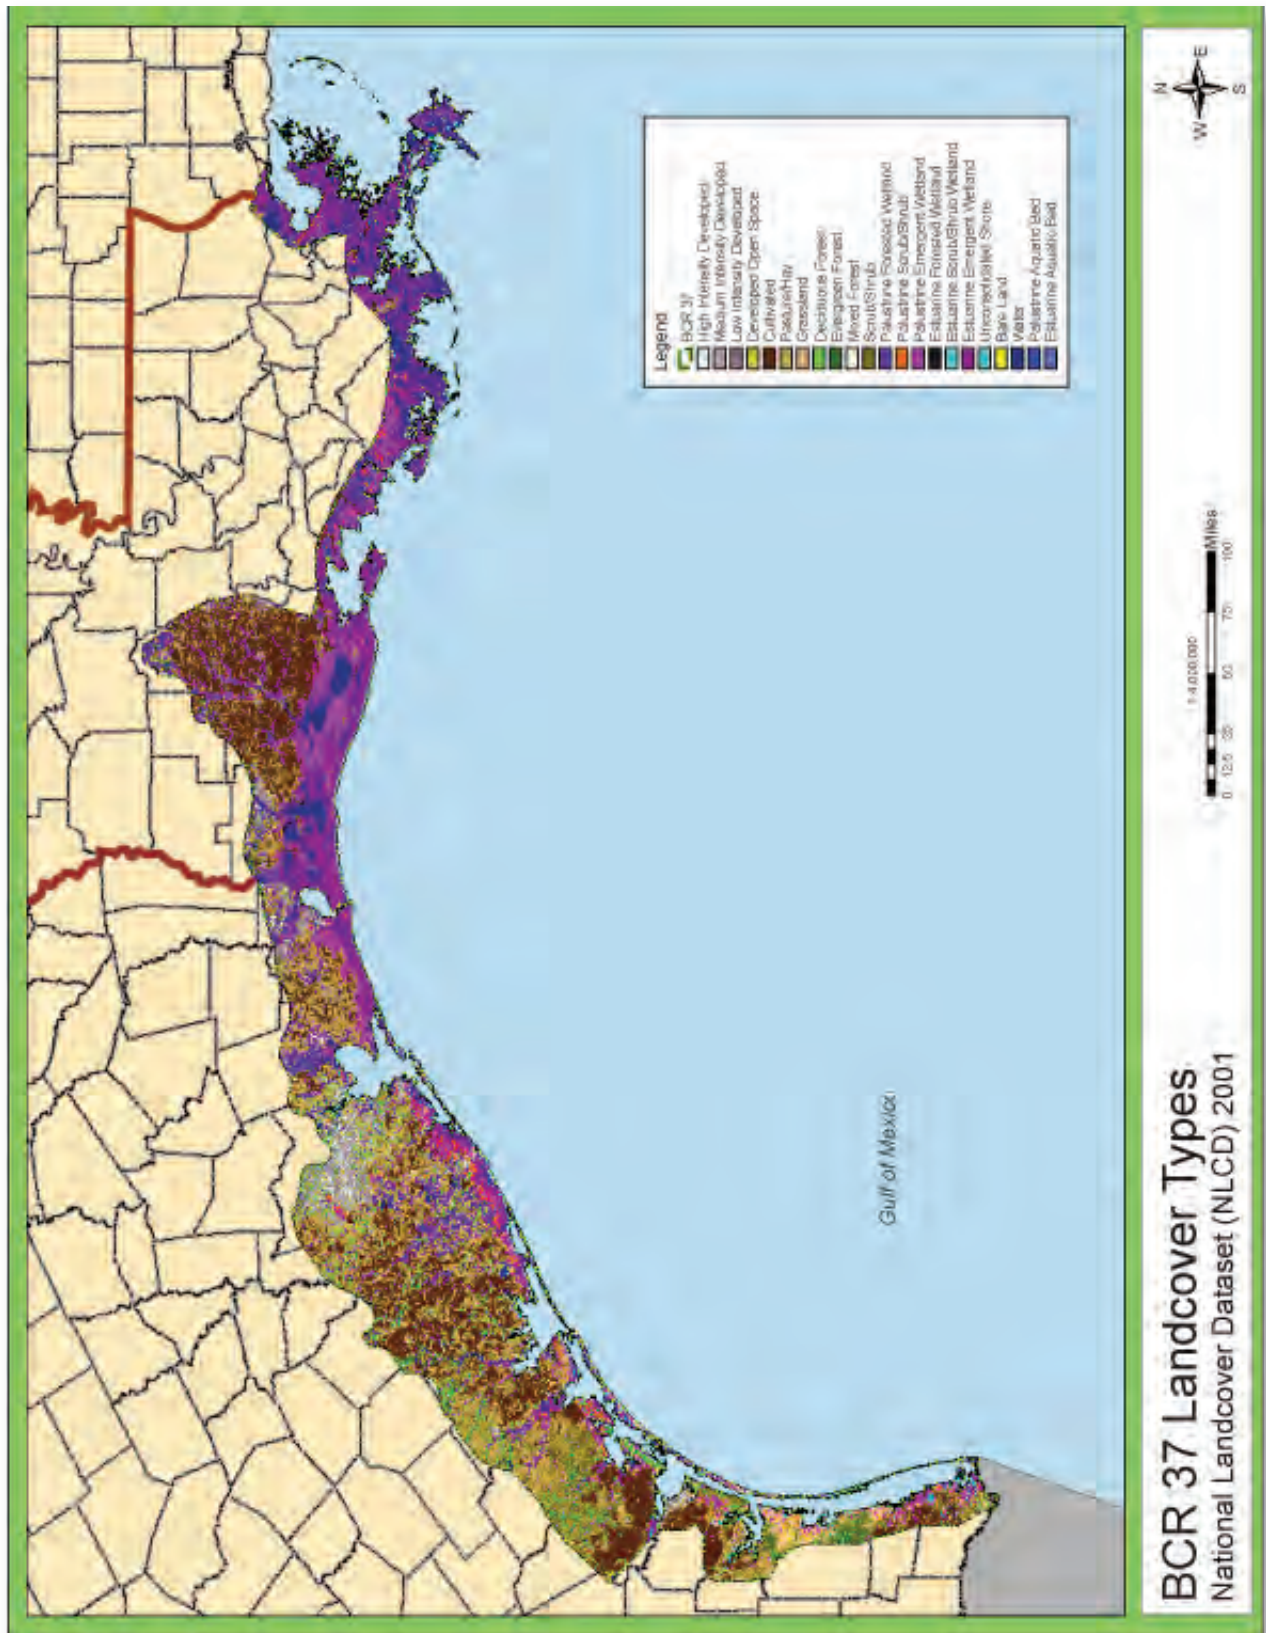 Legend
BCR 37
High Intensity Developed
Medium Intensity Developed
Low Intensity Developed
Developed Open Space
Cultivated
Pasture/Hay
Grassland
Deciduous Forest
Evergreen Forest
Mixed Forest
Scrub/Shrub
Palustrine Forested Wetland
Palustrine Scrub/Shrub
Palustrine Emergent Wetland
Estuarine Forested Wetland
Estuarine Scrub/Shrub Wetland
Estuarine Emergent Wetland
Unconsolidated Shore
Bare Land
Water
Palustrine Aquatic Bed
Estuarine Aquatic Bed
Gulf of Mexico
BCR 37 Landcover Types
National Landcover Dataset (NLCD) 2001
1:4,000,000
0 12.5 25 50 75 100
Miles
N
W E
S